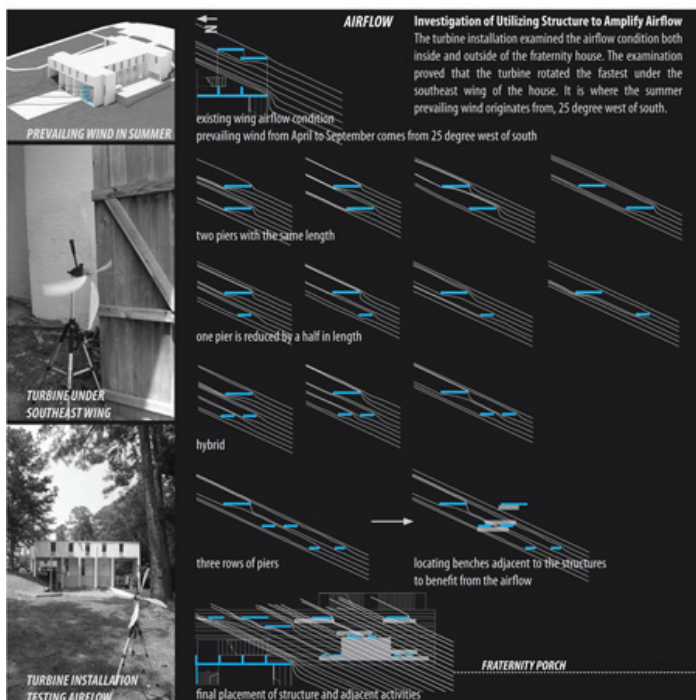 AIRFLOW
Investigation of Utilizing Structure to Amplify Airflow
The turbine installation examined the airflow condition both
inside and outside of the fraternity house. The examination
proved that the turbine rotated the fastest under the
southeast wing of the house. It is where the summer
prevailing wind originates from, 25 degree west of south.
N
PREVAILING WIND IN SUMMER
existing wing airflow condition
prevailing wind from April to September comes from 25 degree west of south
two piers with the same length
one pier is reduced by a half in length
TURBINE UNDER
SOUTHEAST WING
hybrid
three rows of piers
locating benches adjacent to the structures
to benefit from the airflow
TURBINE INSTALLATION
TESTING AIRFLOW
FRATERNITY PORCH
final placement of structure and adjacent activities